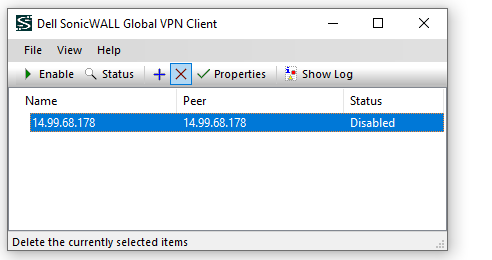 Dell SonicWALL Global VPN Client
File View Help
Enable Status Properties Show Log
Name Peer Status
14.99.68.178 14.99.68.178 Disabled
Delete the currently selected items